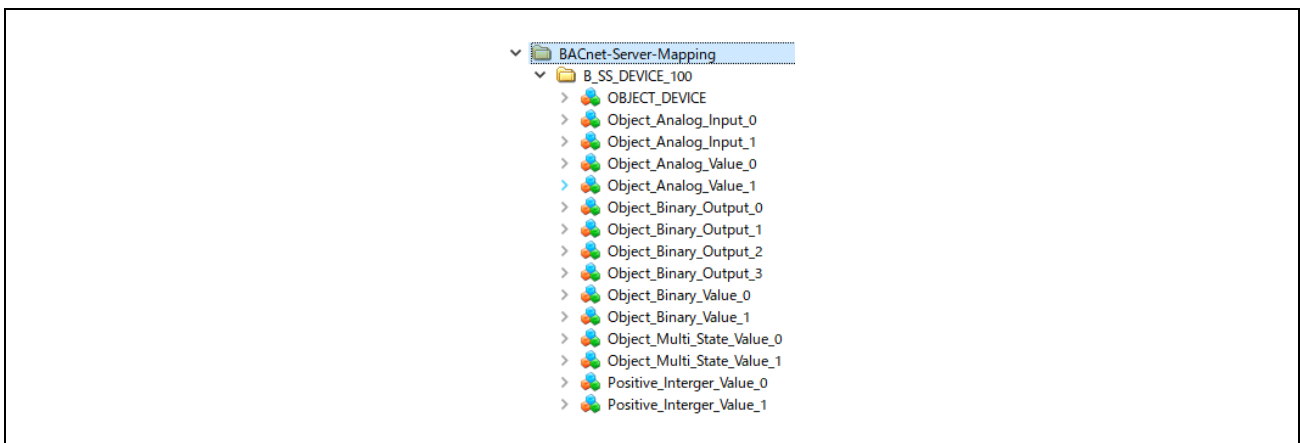 BACnet-Server-Mapping
B_SS_DEVICE_100
OBJECT_DEVICE
Object_Analog_Input_0
Object_Analog_Input_1
Object_Analog_Value_0
Object_Analog_Value_1
Object_Binary_Output_0
Object_Binary_Output_1
Object_Binary_Output_2
Object_Binary_Output_3
Object_Binary_Value_0
Object_Binary_Value_1
Object_Multi_State_Value_0
Object_Multi_State_Value_1
Positive_Interger_Value_0
Positive_Interger_Value_1